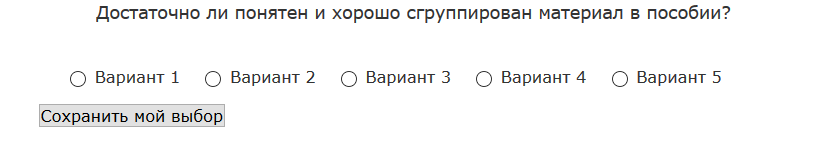 Достаточно ли понятен и хорошо сгруппирован материал в пособии?
Вариант 1 Вариант 2 Вариант 3 Вариант 4 Вариант 5
Сохранить мой выбор